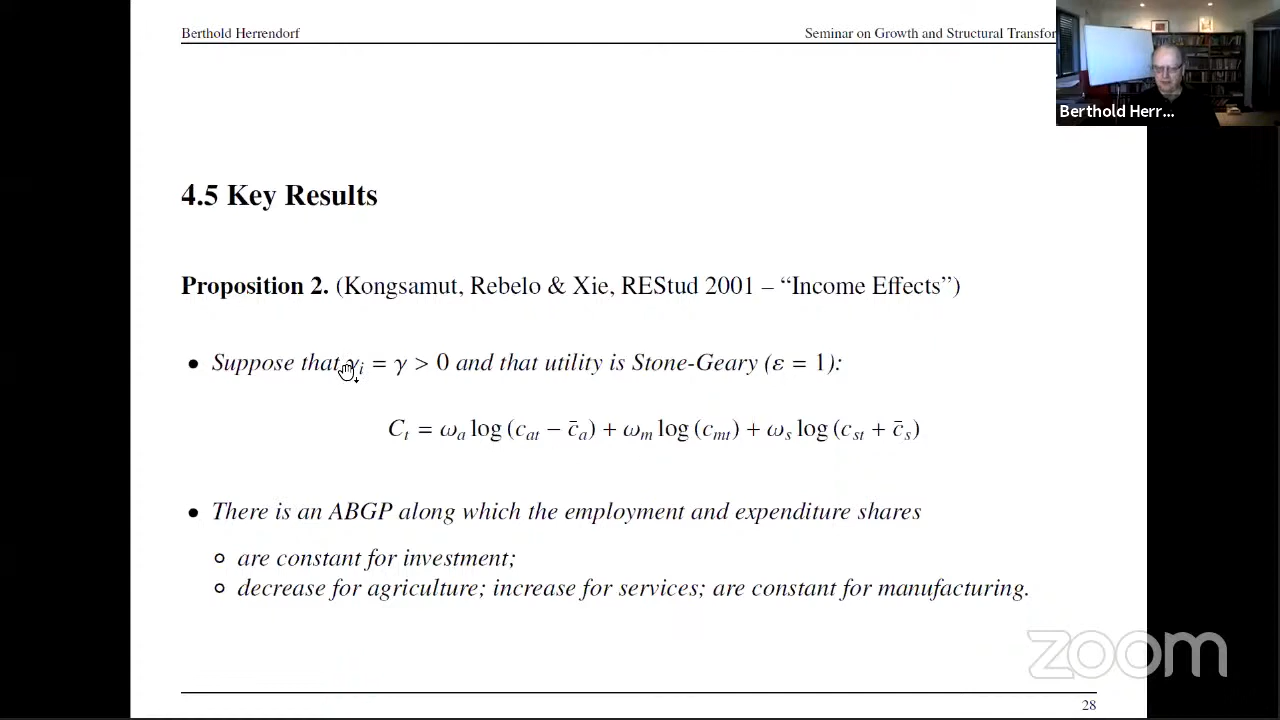 Berthold Herrendorf
Seminar on Growth and Structural Transfor
Berthold Herr...
4.5 Key Results
Proposition 2. (Kongsamut, Rebelo & Xie, REStud 2001 – “Income Effects”)
• Suppose that γi = γ > 0 and that utility is Stone-Geary (ε = 1):
Ct = ωa log (cat − c̄a) + ωm log (cmt) + ωs log (cst + c̄s)
• There is an ABGP along which the employment and expenditure shares
○ are constant for investment;
○ decrease for agriculture; increase for services; are constant for manufacturing.
zoom
28